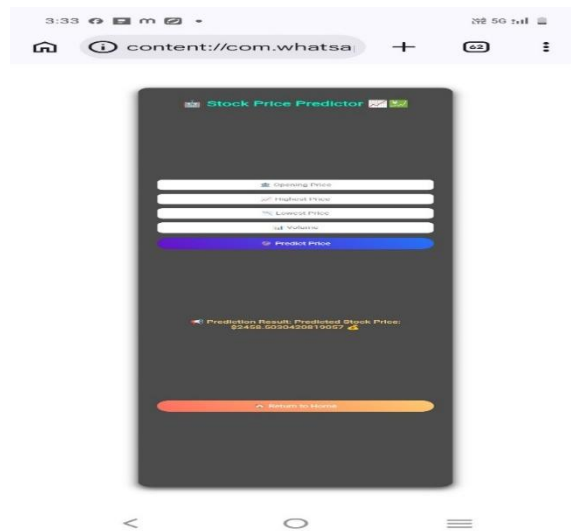 3:33
5G
content://com.whatsa
62
Stock Price Predictor
Opening Price
Highest Price
Lowest Price
Volume
Predict Price
Prediction Result: Predicted Stock Price:
$2458.5030420819057
Return to Home